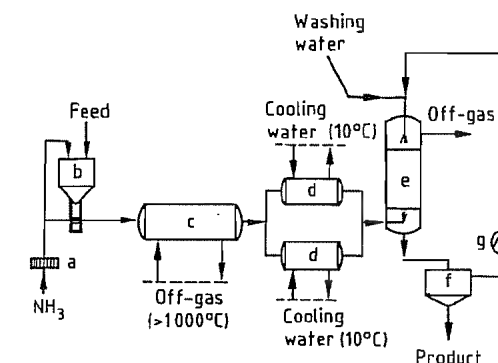 Washing
water
Feed
Cooling
water (10°C)
Off-gas
b
d
e
c
a
d
g
f
NH₃
Off-gas
(>1000°C)
Cooling
water (10°C)
Product